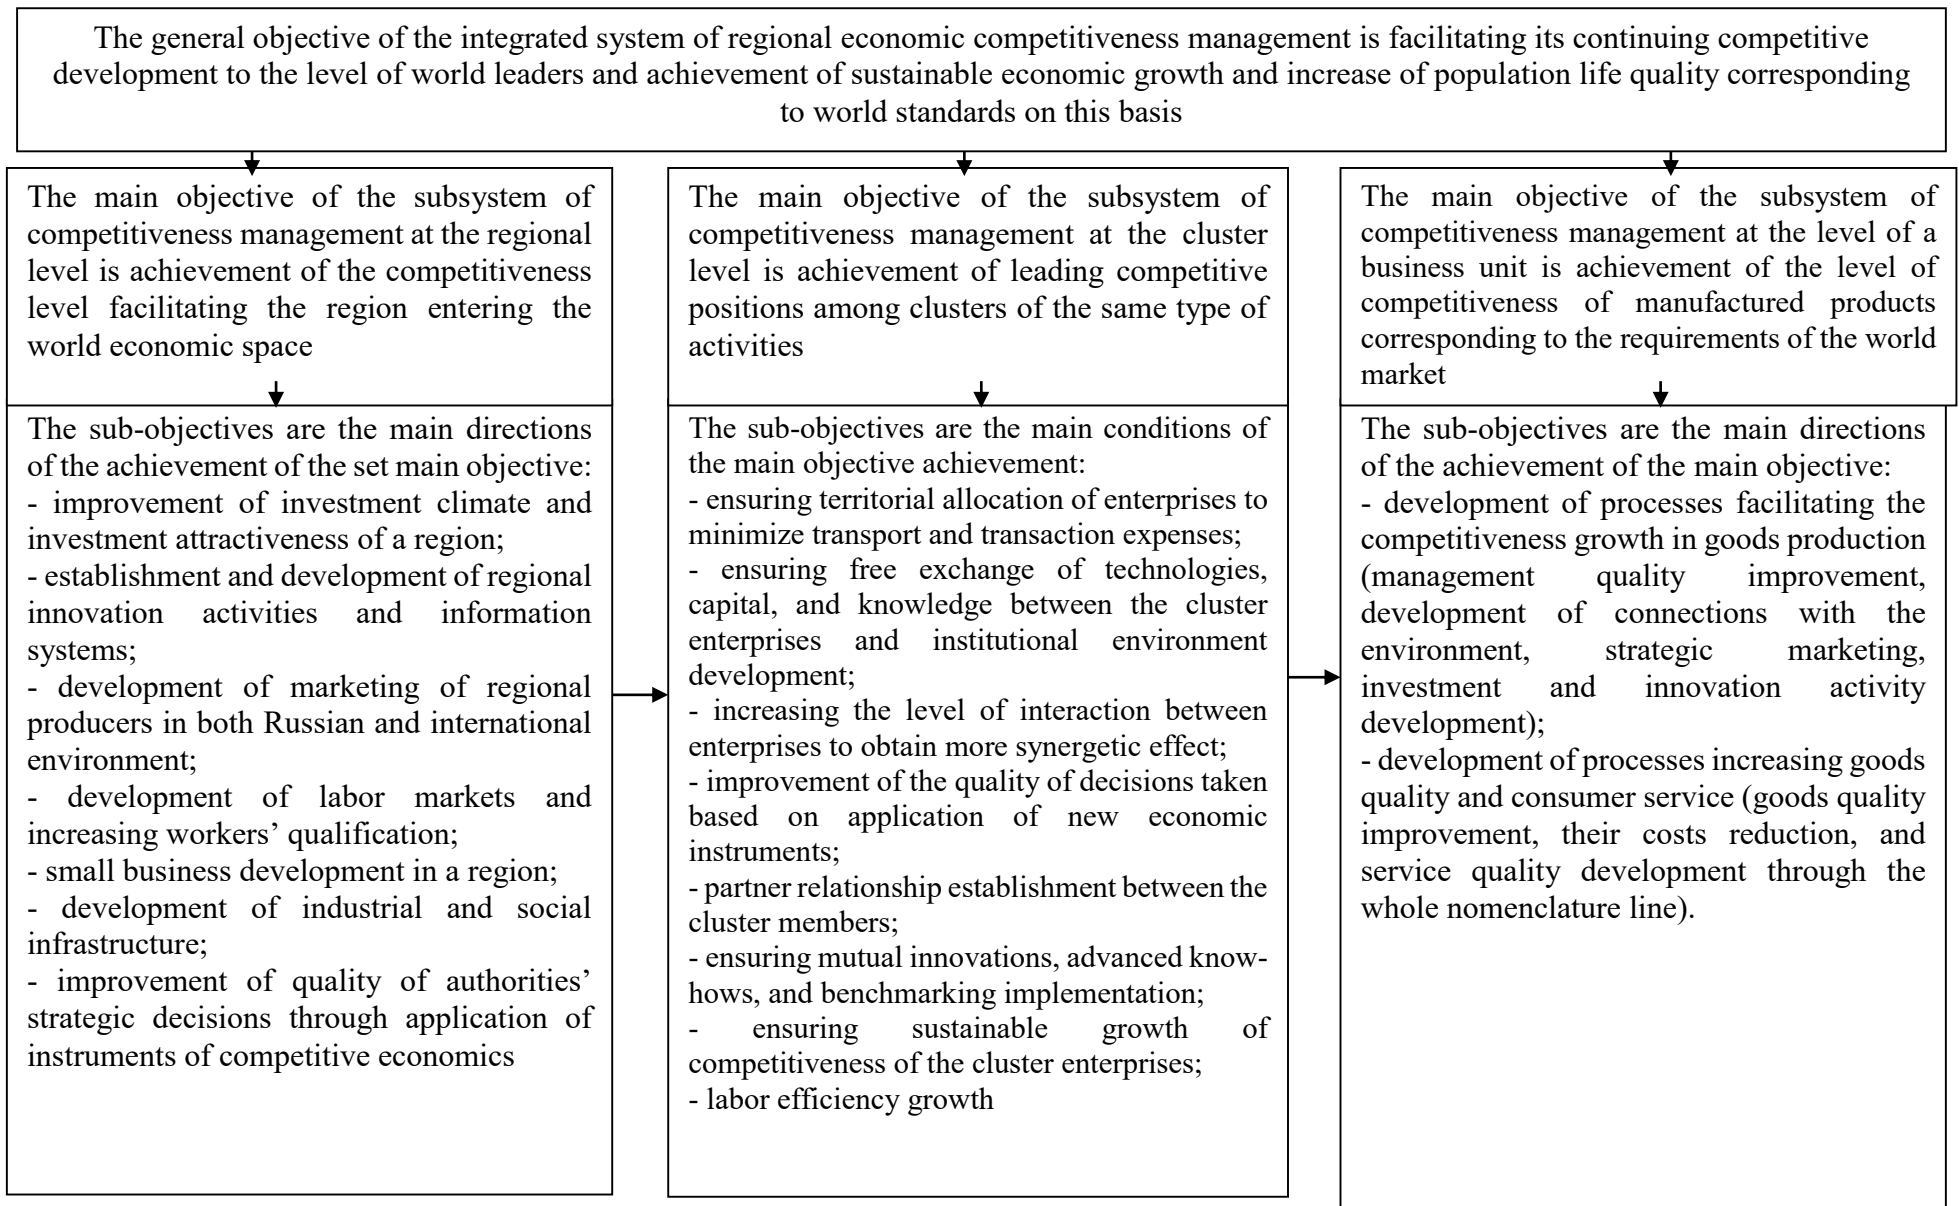 The general objective of the integrated system of regional economic competitiveness management is facilitating its continuing competitive
development to the level of world leaders and achievement of sustainable economic growth and increase of population life quality corresponding
to world standards on this basis
The main objective of the subsystem of
competitiveness management at the regional
level is achievement of the competitiveness
level facilitating the region entering the
world economic space
The sub-objectives are the main directions
of the achievement of the set main objective:
- improvement of investment climate and
investment attractiveness of a region;
- establishment and development of regional
innovation activities and information
systems;
- development of marketing of regional
producers in both Russian and international
environment;
- development of labor markets and
increasing workers’ qualification;
- small business development in a region;
- development of industrial and social
infrastructure;
- improvement of quality of authorities’
strategic decisions through application of
instruments of competitive economics
The main objective of the subsystem of
competitiveness management at the cluster
level is achievement of leading competitive
positions among clusters of the same type of
activities
The sub-objectives are the main conditions of
the main objective achievement:
- ensuring territorial allocation of enterprises to
minimize transport and transaction expenses;
- ensuring free exchange of technologies,
capital, and knowledge between the cluster
enterprises and institutional environment
development;
- increasing the level of interaction between
enterprises to obtain more synergetic effect;
- improvement of the quality of decisions taken
based on application of new economic
instruments;
- partner relationship establishment between the
cluster members;
- ensuring mutual innovations, advanced know-
hows, and benchmarking implementation;
- ensuring sustainable growth of
competitiveness of the cluster enterprises;
- labor efficiency growth
The main objective of the subsystem of
competitiveness management at the level of a
business unit is achievement of the level of
competitiveness of manufactured products
corresponding to the requirements of the world
market
The sub-objectives are the main directions
of the achievement of the main objective:
- development of processes facilitating the
competitiveness growth in goods production
(management quality improvement,
development of connections with the
environment, strategic marketing,
investment and innovation activity
development);
- development of processes increasing goods
quality and consumer service (goods quality
improvement, their costs reduction, and
service quality development through the
whole nomenclature line).